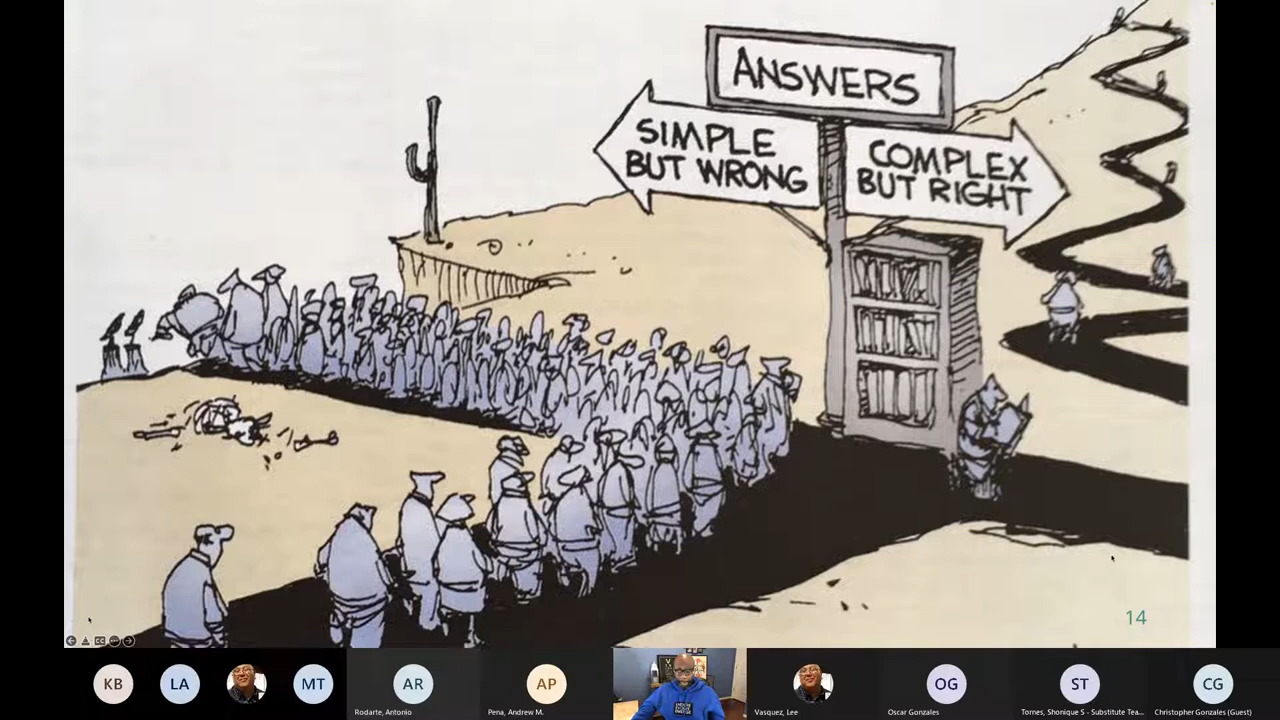 ANSWERS
SIMPLE
BUT WRONG
COMPLEX
BUT RIGHT
14
KB
LA
MT
AR
Rodarte, Antonio
AP
Pena, Andrew M.
Vasquez, Lee
OG
Oscar Gonzales
ST
Tornes, Shonique S - Substitute Tea...
CG
Christopher Gonzales (Guest)